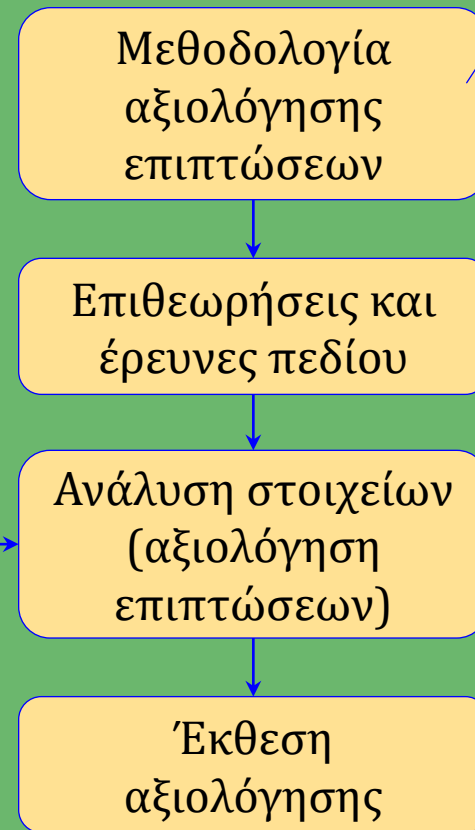 Μεθοδολογία
αξιολόγησης
επιπτώσεων
Επιθεωρήσεις και
έρευνες πεδίου
Ανάλυση στοιχείων
(αξιολόγηση
επιπτώσεων)
Έκθεση
αξιολόγησης